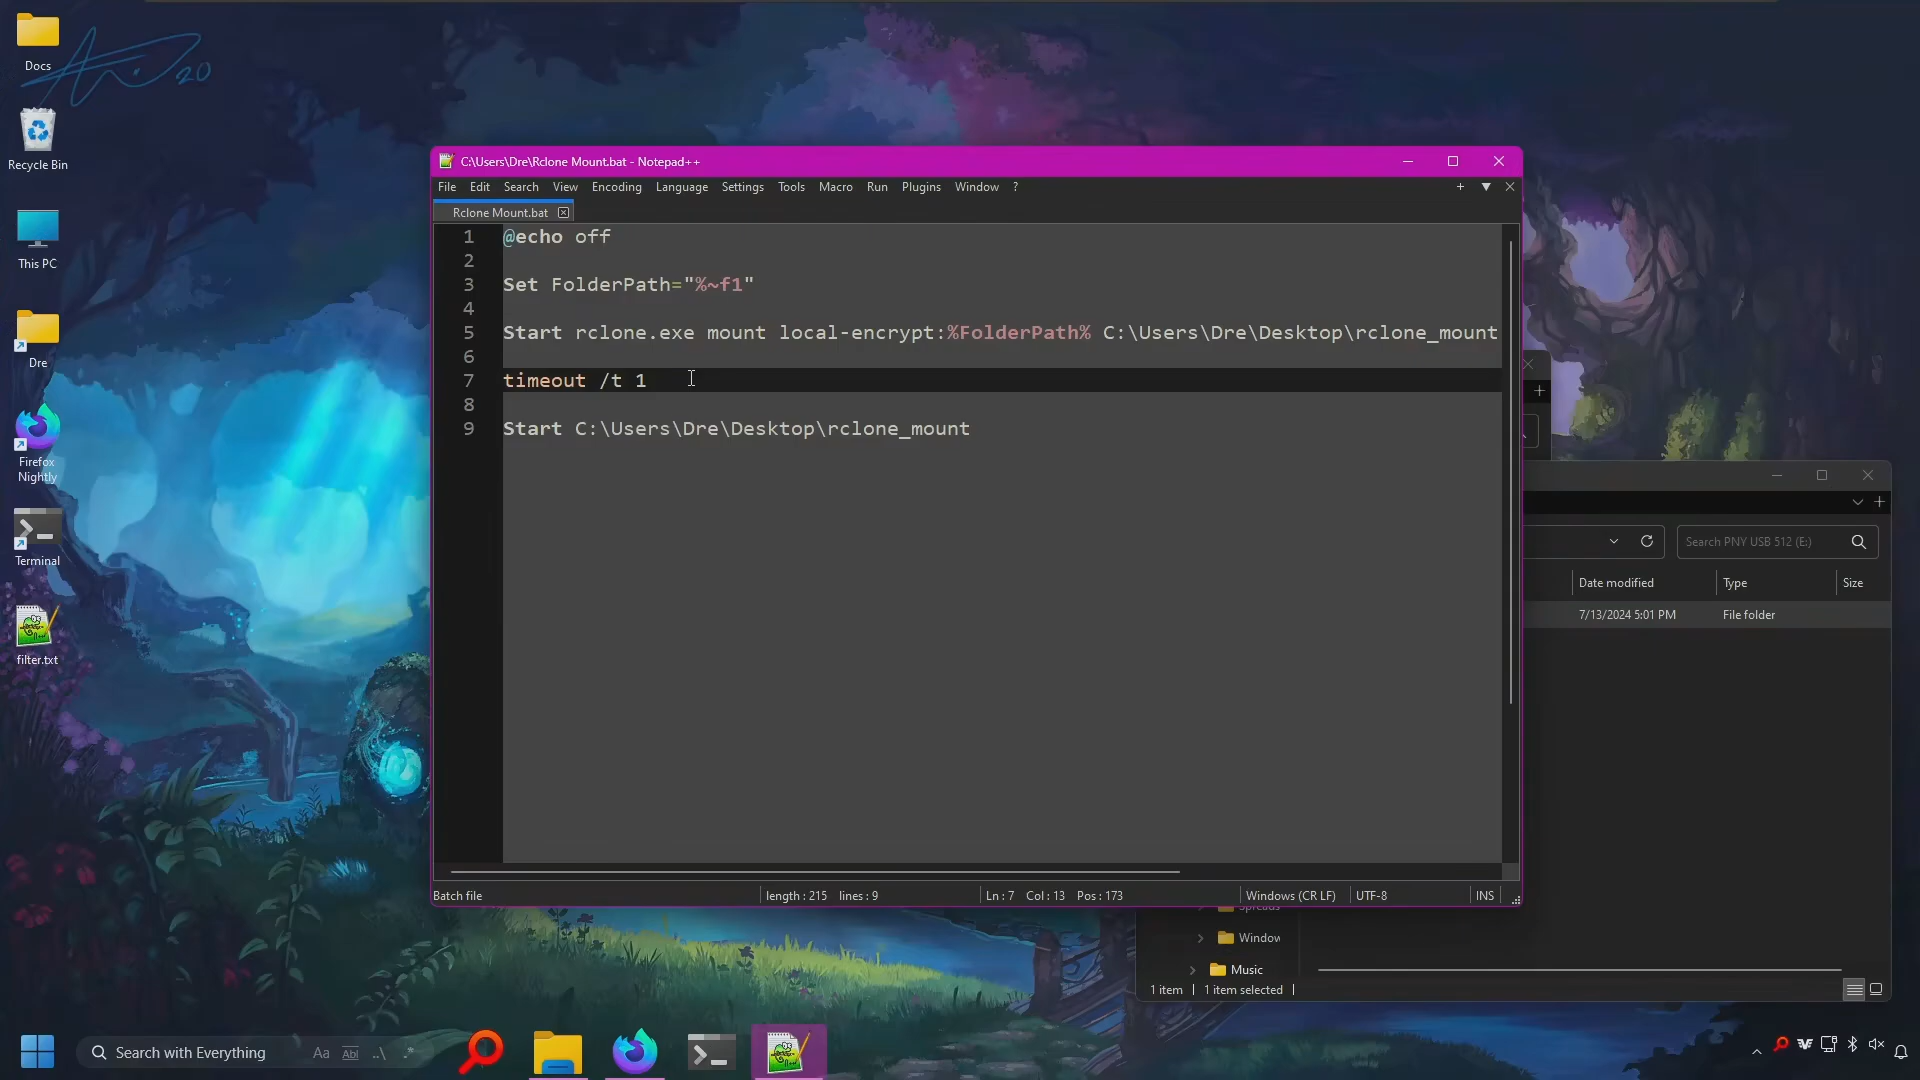 Docs
20
Recycle Bin
This PC
Dre
Firefox
Nightly
Terminal
filter.txt
C:\Users\Dre\Rclone Mount.bat - Notepad++
File Edit Search View Encoding Language Settings Tools Macro Run Plugins Window ?
Rclone Mount.bat
1 @echo off
2
3 Set FolderPath="%~f1"
4
5 Start rclone.exe mount local-encrypt:%FolderPath% C:\Users\Dre\Desktop\rclone_mount
6
7 timeout /t 1
8
9 Start C:\Users\Dre\Desktop\rclone_mount
Batch file length : 215 lines : 9 Ln : 7 Col : 13 Pos : 173 Windows (CR LF) UTF-8 INS
Search PNY USB 512 (E:)
Date modified Type Size
7/13/2024 5:01 PM File folder
Window
Music
1 item 1 item selected
Search with Everything Aa Ab| ..\ .*